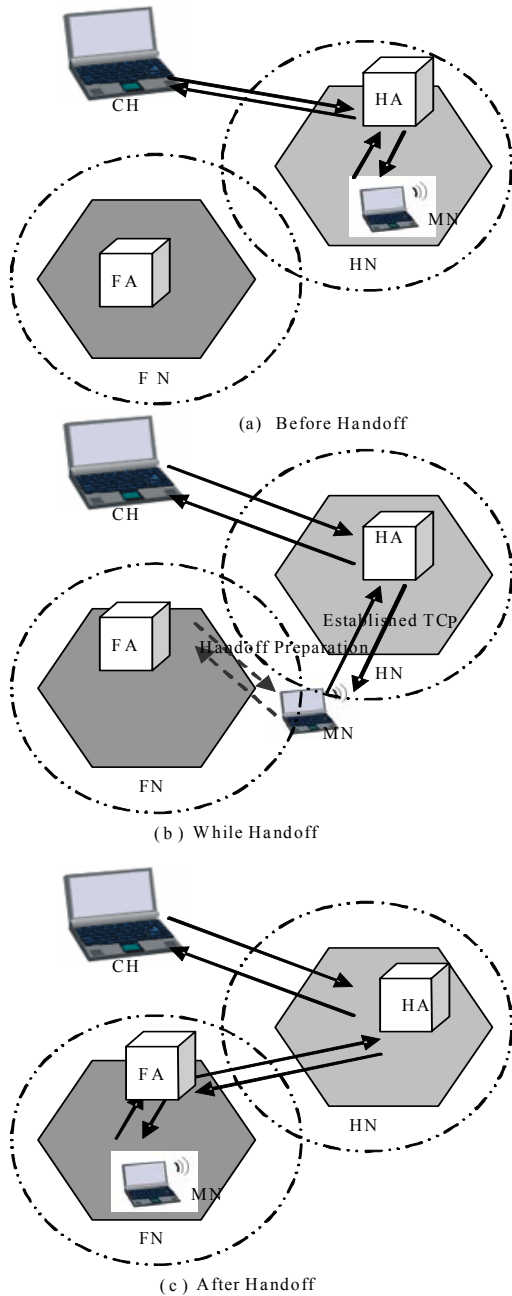 HA
CH
MN
HN
FA
F N
(a) Before Handoff
CH
HA
FA
Established TCp
Handoff Preparation
HN
MN
FN
(b) While Handoff
CH
HA
FA
HN
MN
FN
(c) After Handoff